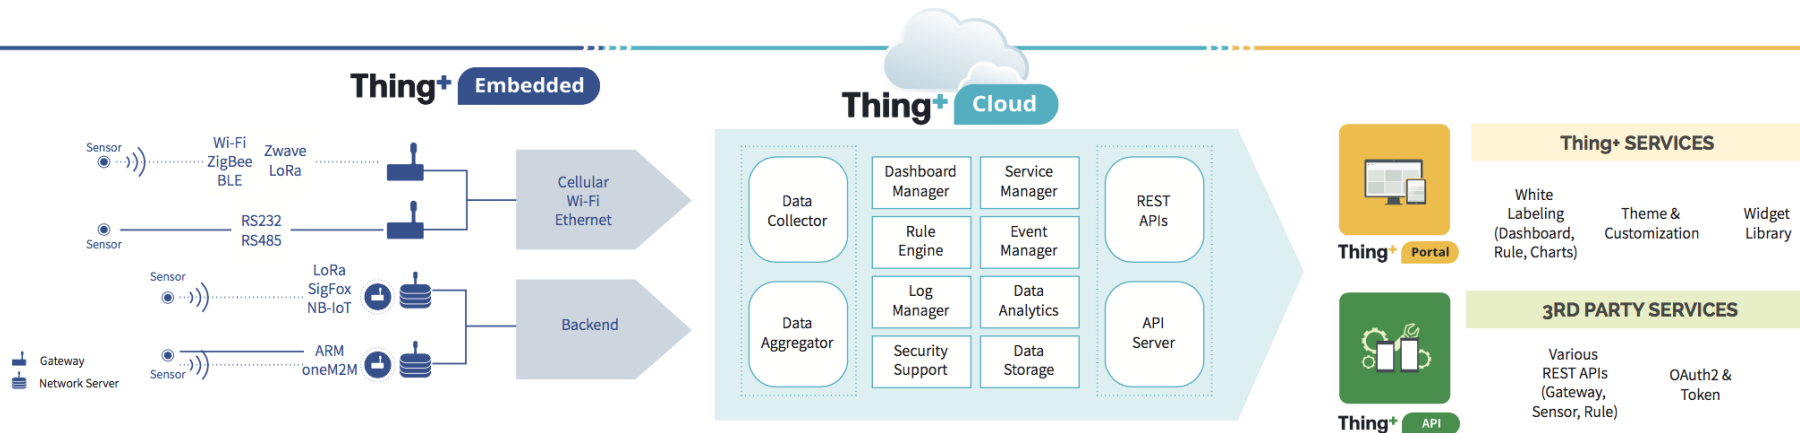 Thing+ Embedded
Thing+ Cloud
Sensor
Wi-Fi
ZigBee
BLE
Zwave
LoRa
Sensor
RS232
RS485
Sensor
LoRa
SigFox
NB-IoT
Sensor
ARM
oneM2M
Gateway
Network Server
Cellular
Wi-Fi
Ethernet
Backend
Data
Collector
Data
Aggregator
Dashboard
Manager
Service
Manager
Rule
Engine
Event
Manager
Log
Manager
Data
Analytics
Security
Support
Data
Storage
REST
APIs
API
Server
Thing+ Portal
Thing+ SERVICES
White
Labeling
(Dashboard,
Rule, Charts)
Theme &
Customization
Widget
Library
Thing+ API
3RD PARTY SERVICES
Various
REST APIs
(Gateway,
Sensor, Rule)
OAuth2 &
Token